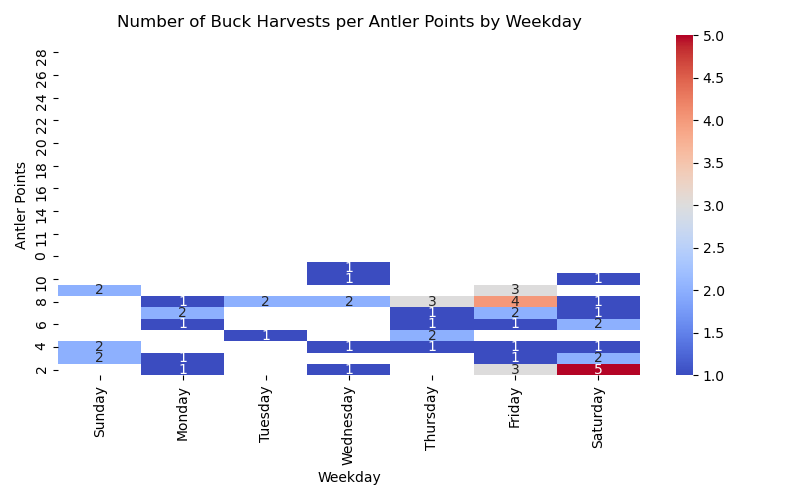 Number of Buck Harvests per Antler Points by Weekday
5.0
28
26
4.5
24
22
4.0
20
18
3.5
Antler Points
16
14
3.0
11
0
1
2.5
10
1 1
2 3
8
1 2 2 3 4 1
2.0
2 1 2
6
1 1 1 2
1 2
1.5
4
2 1 1 1 1
2 1 1 2
2
1 1 3 5
1.0
Sunday Monday Tuesday Wednesday Thursday Friday Saturday
Weekday